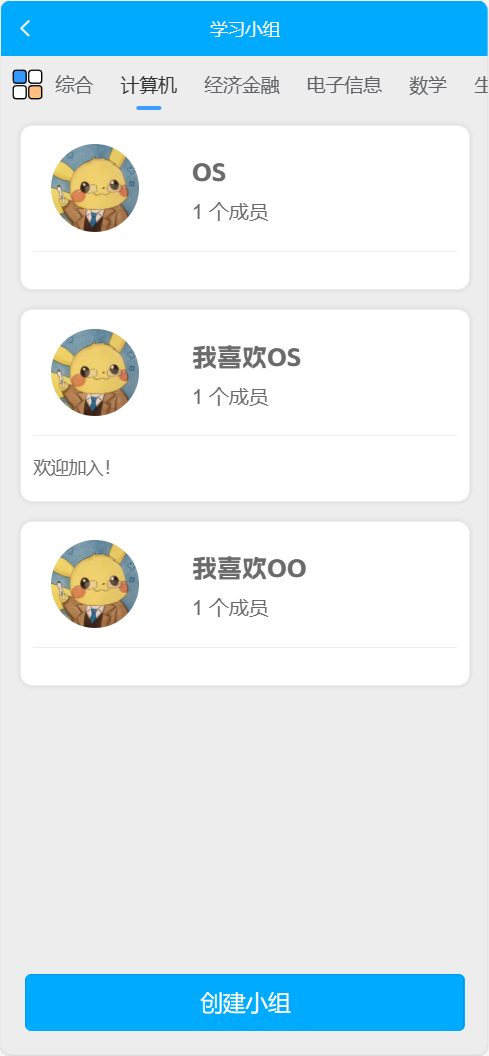 学习小组
综合 计算机 经济金融 电子信息 数学
OS
1 个成员
我喜欢OS
1 个成员
欢迎加入！
我喜欢OO
1 个成员
创建小组